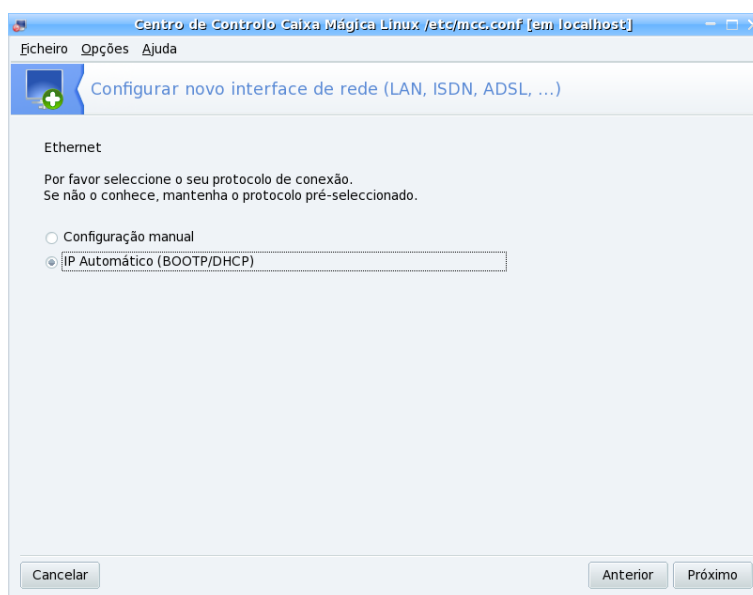 Centro de Controlo Caixa Mágica Linux /etc/mcc.conf [em localhost]
Ficheiro Opções Ajuda
Configurar novo interface de rede (LAN, ISDN, ADSL, ...)
Ethernet
Por favor seleccione o seu protocolo de conexão.
Se não o conhece, mantenha o protocolo pré-seleccionado.
Configuração manual
IP Automático (BOOTP/DHCP)
Cancelar Anterior Próximo